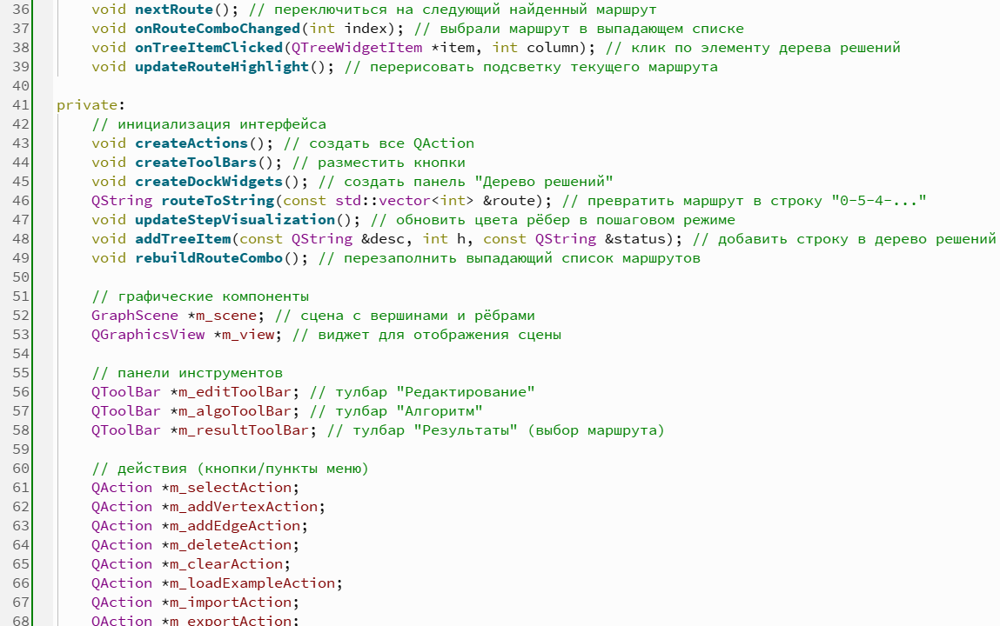 36 void nextRoute(); // переключиться на следующий найденный маршрут
37 void onRouteComboChanged(int index); // выбрали маршрут в выпадающем списке
38 void onTreeItemClicked(QTreeWidgetItem *item, int column); // клик по элементу дерева решений
39 void updateRouteHighlight(); // перерисовать подсветку текущего маршрута
40
41 private:
42 // инициализация интерфейса
43 void createActions(); // создать все QAction
44 void createToolBars(); // разместить кнопки
45 void createDockWidgets(); // создать панель "Дерево решений"
46 QString routeToString(const std::vector<int> &route); // превратить маршрут в строку "0-5-4-..."
47 void updateStepVisualization(); // обновить цвета рёбер в пошаговом режиме
48 void addTreeItem(const QString &desc, int h, const QString &status); // добавить строку в дерево решений
49 void rebuildRouteCombo(); // перезаполнить выпадающий список маршрутов
50
51 // графические компоненты
52 GraphScene *m_scene; // сцена с вершинами и рёбрами
53 QGraphicsView *m_view; // виджет для отображения сцены
54
55 // панели инструментов
56 QToolBar *m_editToolBar; // тулбар "Редактирование"
57 QToolBar *m_algoToolBar; // тулбар "Алгоритм"
58 QToolBar *m_resultToolBar; // тулбар "Результаты" (выбор маршрута)
59
60 // действия (кнопки/пункты меню)
61 QAction *m_selectAction;
62 QAction *m_addVertexAction;
63 QAction *m_addEdgeAction;
64 QAction *m_deleteAction;
65 QAction *m_clearAction;
66 QAction *m_loadExampleAction;
67 QAction *m_importAction;
68 QAction *m_exportAction;